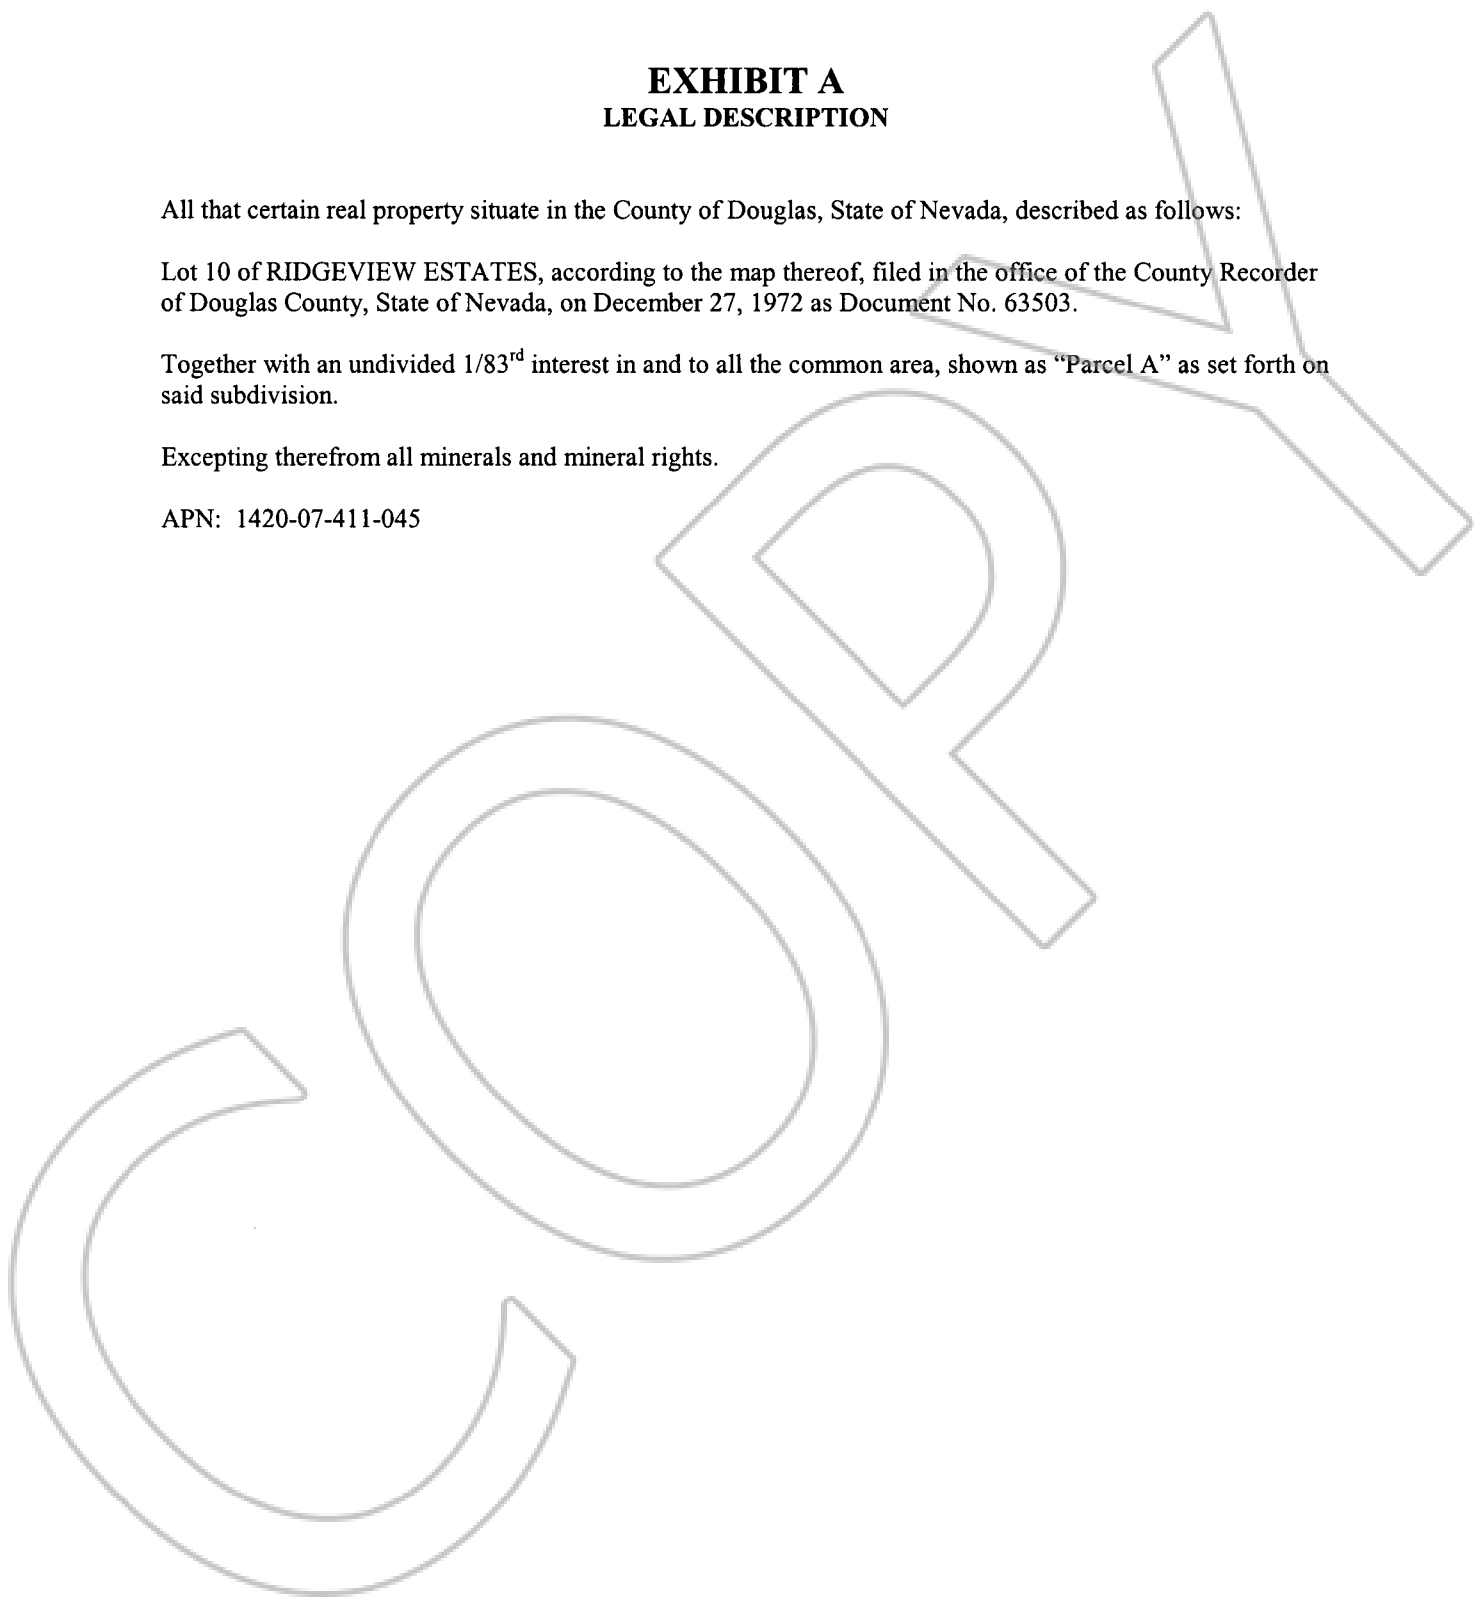 EXHIBIT A
LEGAL DESCRIPTION
All that certain real property situate in the County of Douglas, State of Nevada, described as follows:
Lot 10 of RIDGEVIEW ESTATES, according to the map thereof, filed in the office of the County Recorder
of Douglas County, State of Nevada, on December 27, 1972 as Document No. 63503.
Together with an undivided 1/83rd interest in and to all the common area, shown as “Parcel A” as set forth on
said subdivision.
Excepting therefrom all minerals and mineral rights.
APN: 1420-07-411-045
COPY